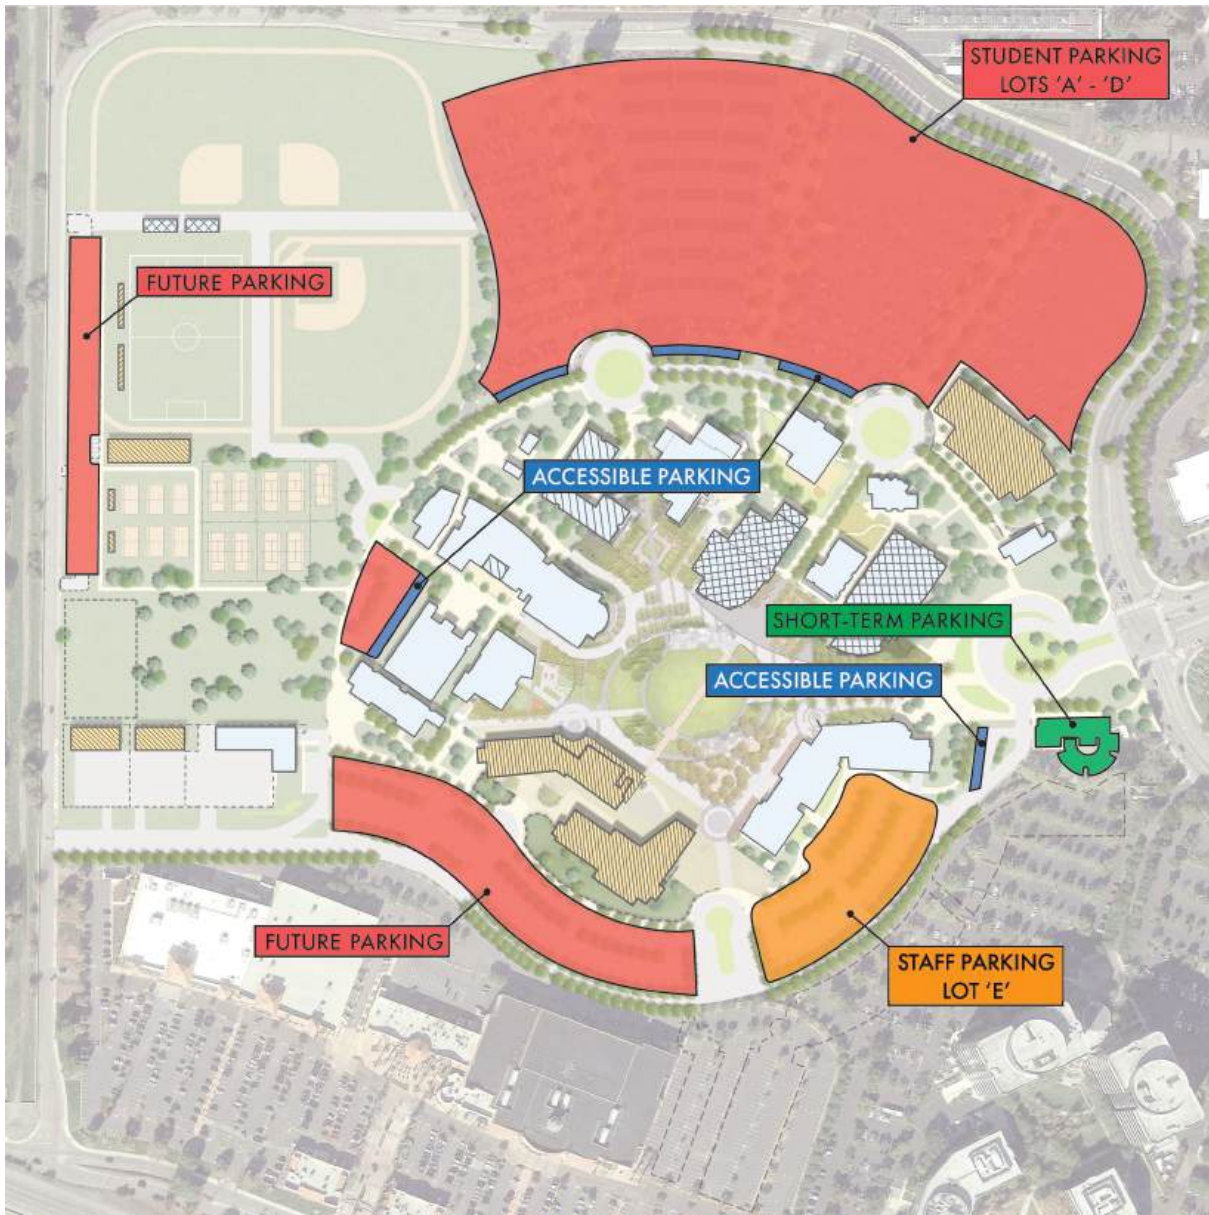 STUDENT PARKING
LOTS 'A' - 'D'
FUTURE PARKING
ACCESSIBLE PARKING
SHORT-TERM PARKING
ACCESSIBLE PARKING
FUTURE PARKING
STAFF PARKING
LOT 'E'